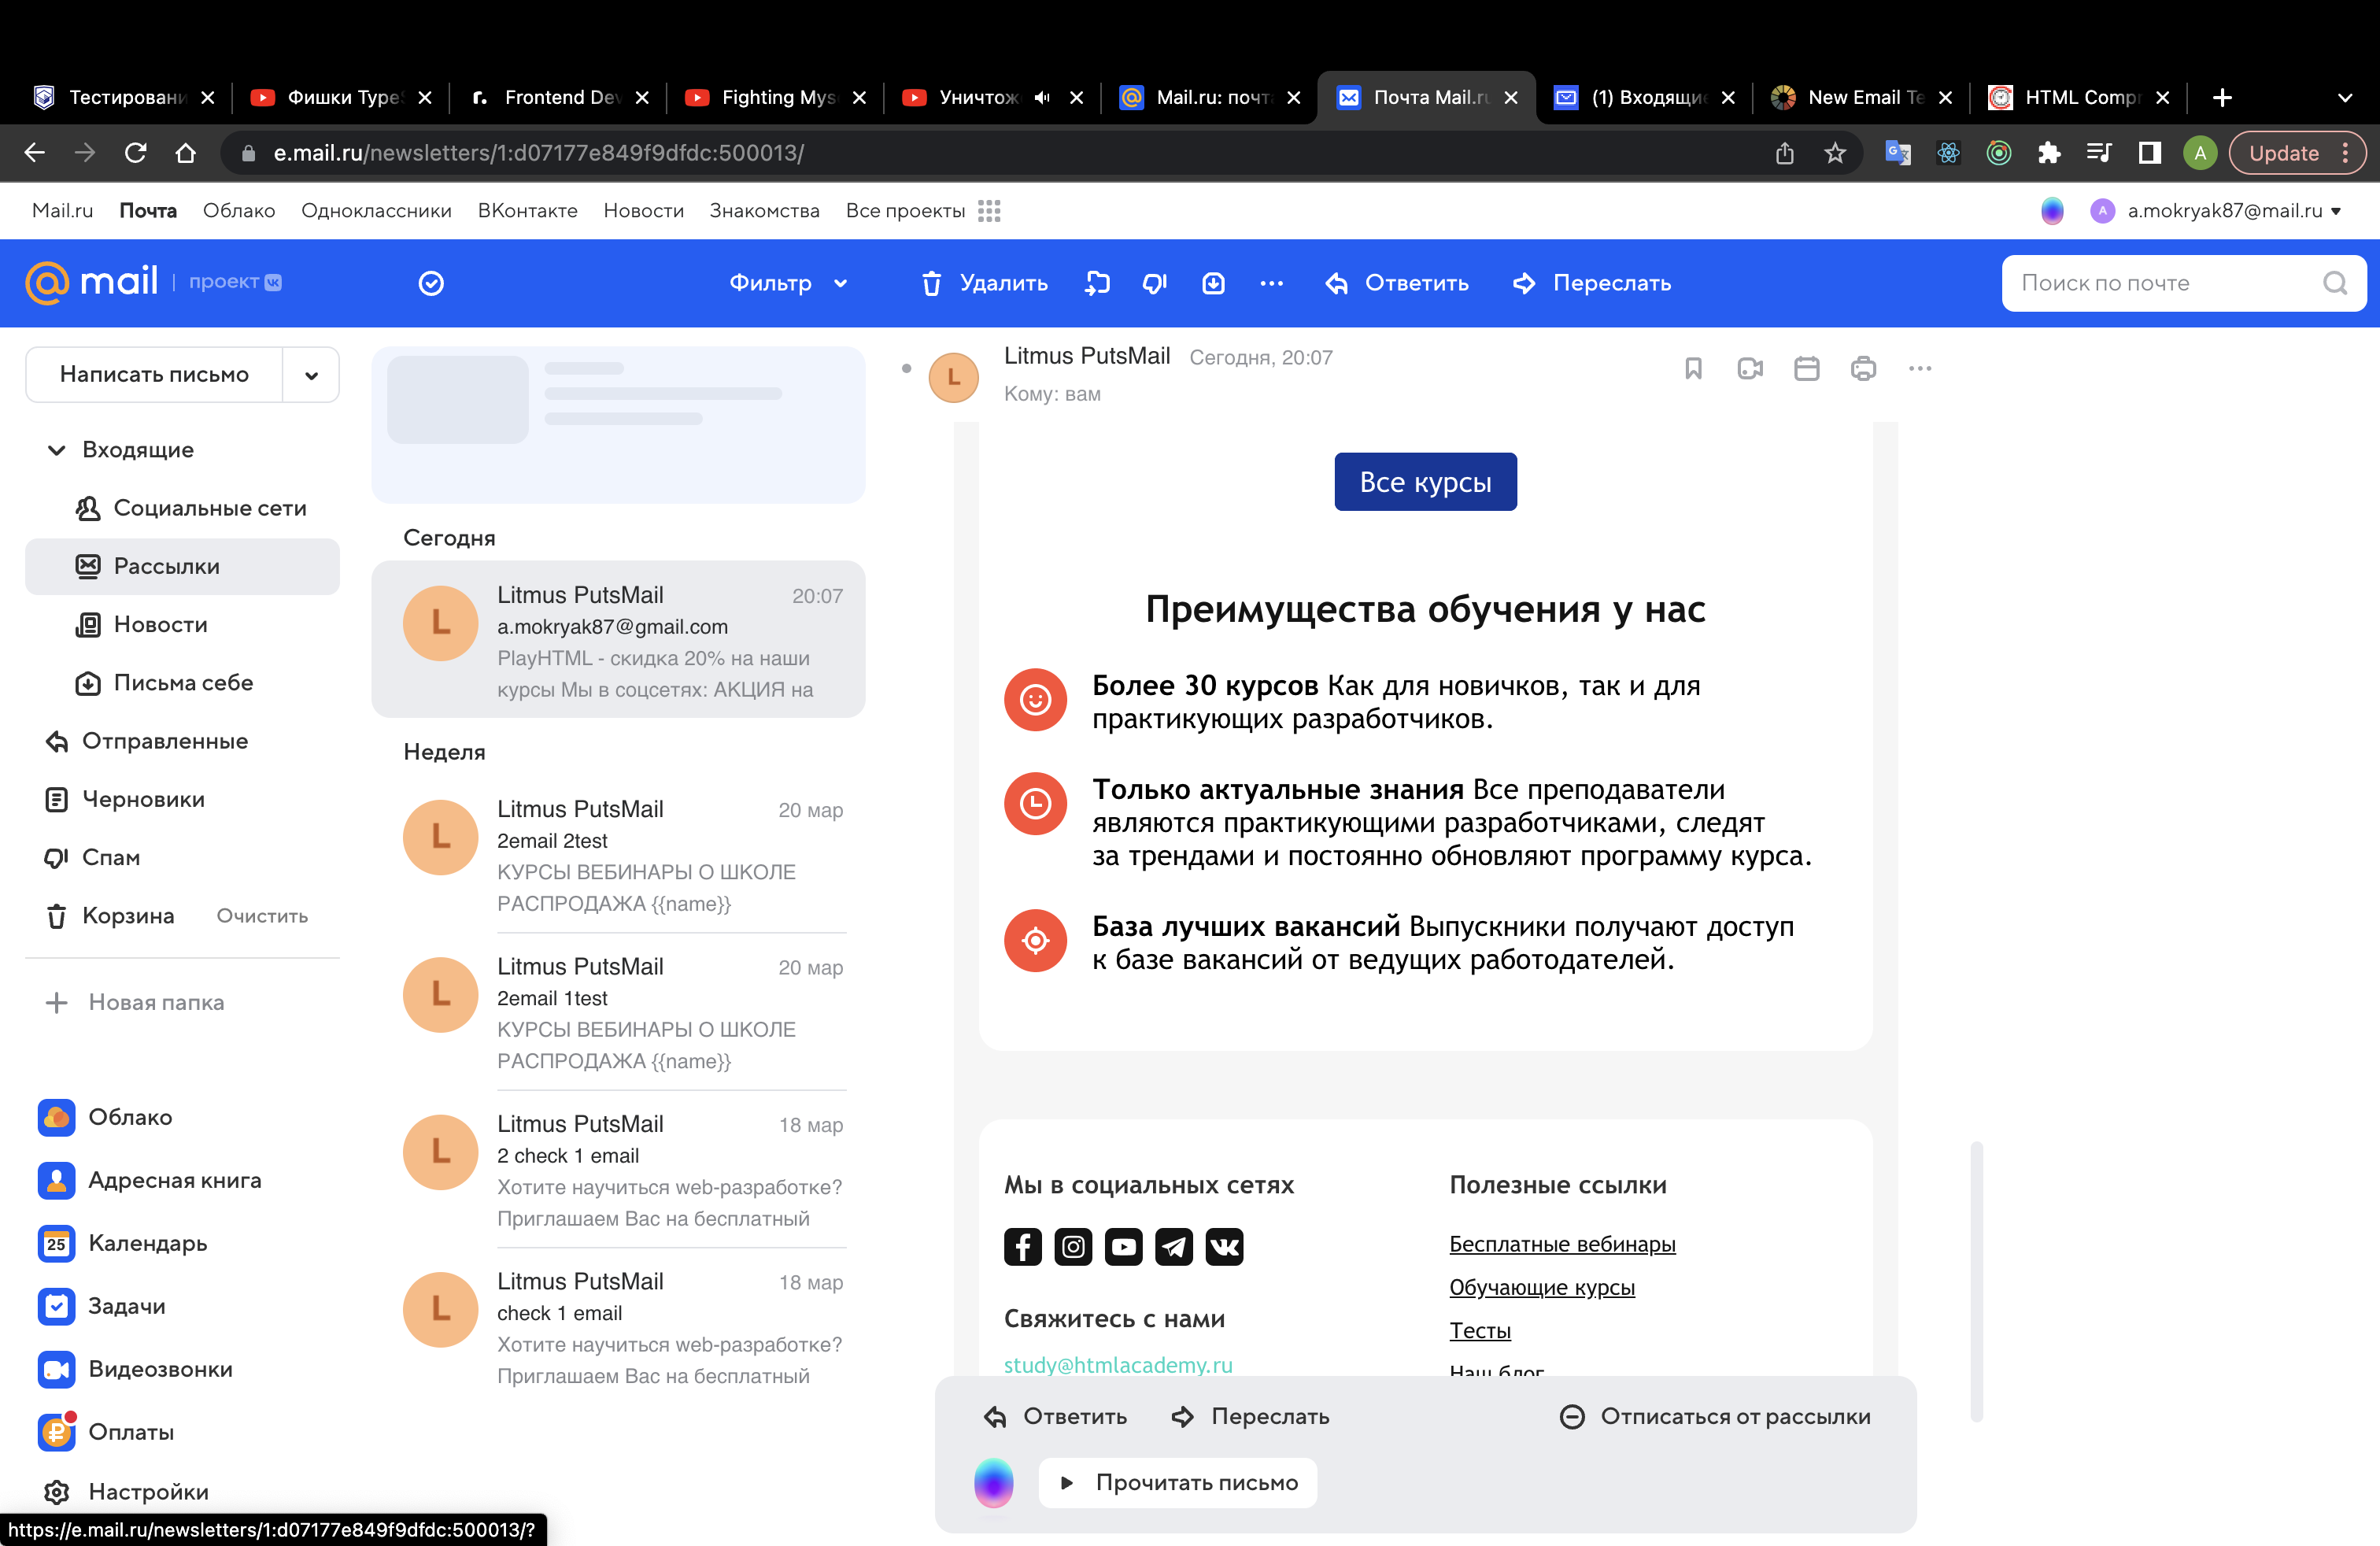 Тестировани
Фишки Type
Frontend Dev
Fighting Mys
Уничтож
Mail.ru: почт
Почта Mail.ru
(1) Входящие
New Email Te
HTML Comp
e.mail.ru/newsletters/1:d07177e849f9dfdc:500013/
A
Update
Mail.ru Почта Облако Одноклассники ВКонтакте Новости Знакомства Все проекты
A a.mokryak87@mail.ru
@mail проект
Фильтр
Удалить
Ответить
Переслать
Поиск по почте
Написать письмо
Входящие
Социальные сети
Рассылки
Новости
Письма себе
Отправленные
Черновики
Спам
Корзина Очистить
Новая папка
Облако
Адресная книга
25 Календарь
Задачи
Видеозвонки
Оплаты
Настройки
https://e.mail.ru/newsletters/1:d07177e849f9dfdc:500013/?
Сегодня
L
Litmus PutsMail 20:07
a.mokryak87@gmail.com
PlayHTML - скидка 20% на наши
курсы Мы в соцсетях: АКЦИЯ на
Неделя
L
Litmus PutsMail 20 мар
2email 2test
КУРСЫ ВЕБИНАРЫ О ШКОЛЕ
РАСПРОДАЖА {{name}}
L
Litmus PutsMail 20 мар
2email 1test
КУРСЫ ВЕБИНАРЫ О ШКОЛЕ
РАСПРОДАЖА {{name}}
L
Litmus PutsMail 18 мар
2 check 1 email
Хотите научиться web-разработке?
Приглашаем Вас на бесплатный
L
Litmus PutsMail 18 мар
check 1 email
Хотите научиться web-разработке?
Приглашаем Вас на бесплатный
L
Litmus PutsMail Сегодня, 20:07
Кому: вам
Все курсы
Преимущества обучения у нас
Более 30 курсов Как для новичков, так и для
практикующих разработчиков.
Только актуальные знания Все преподаватели
являются практикующими разработчиками, следят
за трендами и постоянно обновляют программу курса.
База лучших вакансий Выпускники получают доступ
к базе вакансий от ведущих работодателей.
Мы в социальных сетях
Свяжитесь с нами
study@htmlacademy.ru
Полезные ссылки
Бесплатные вебинары
Обучающие курсы
Тесты
Наш блог
Ответить
Переслать
Отписаться от рассылки
Прочитать письмо